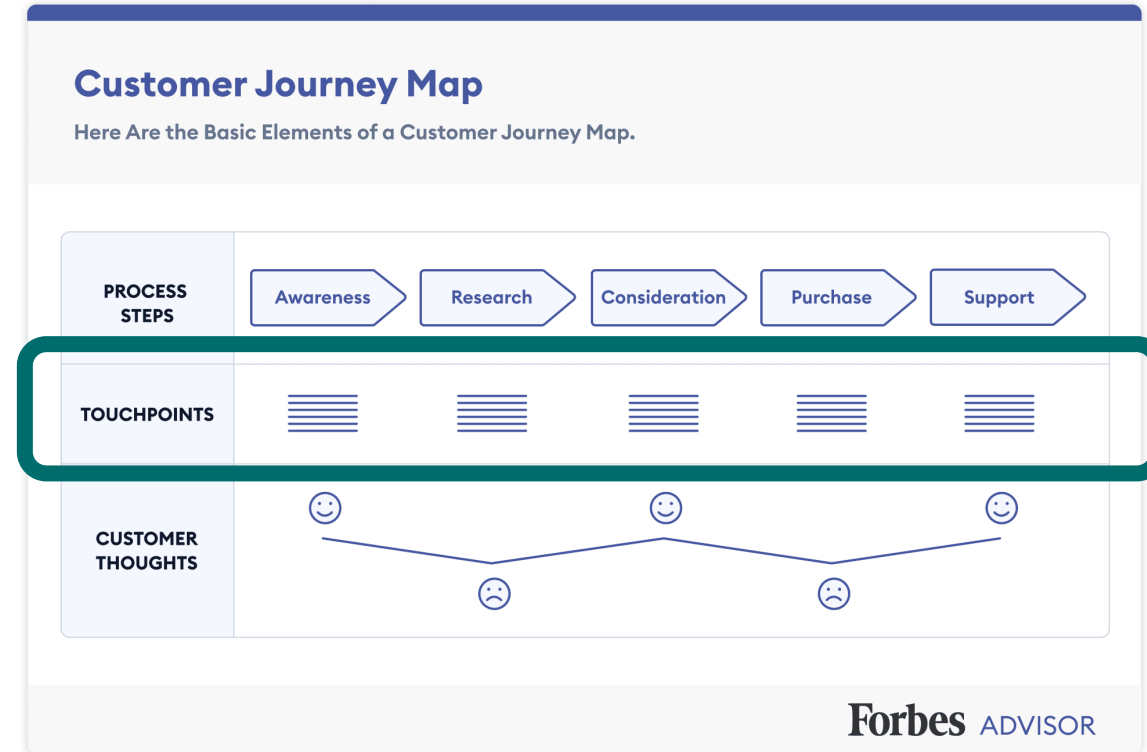 Customer Journey Map
Here Are the Basic Elements of a Customer Journey Map.
PROCESS
STEPS
Awareness
Research
Consideration
Purchase
Support
TOUCHPOINTS
CUSTOMER
THOUGHTS
Forbes ADVISOR